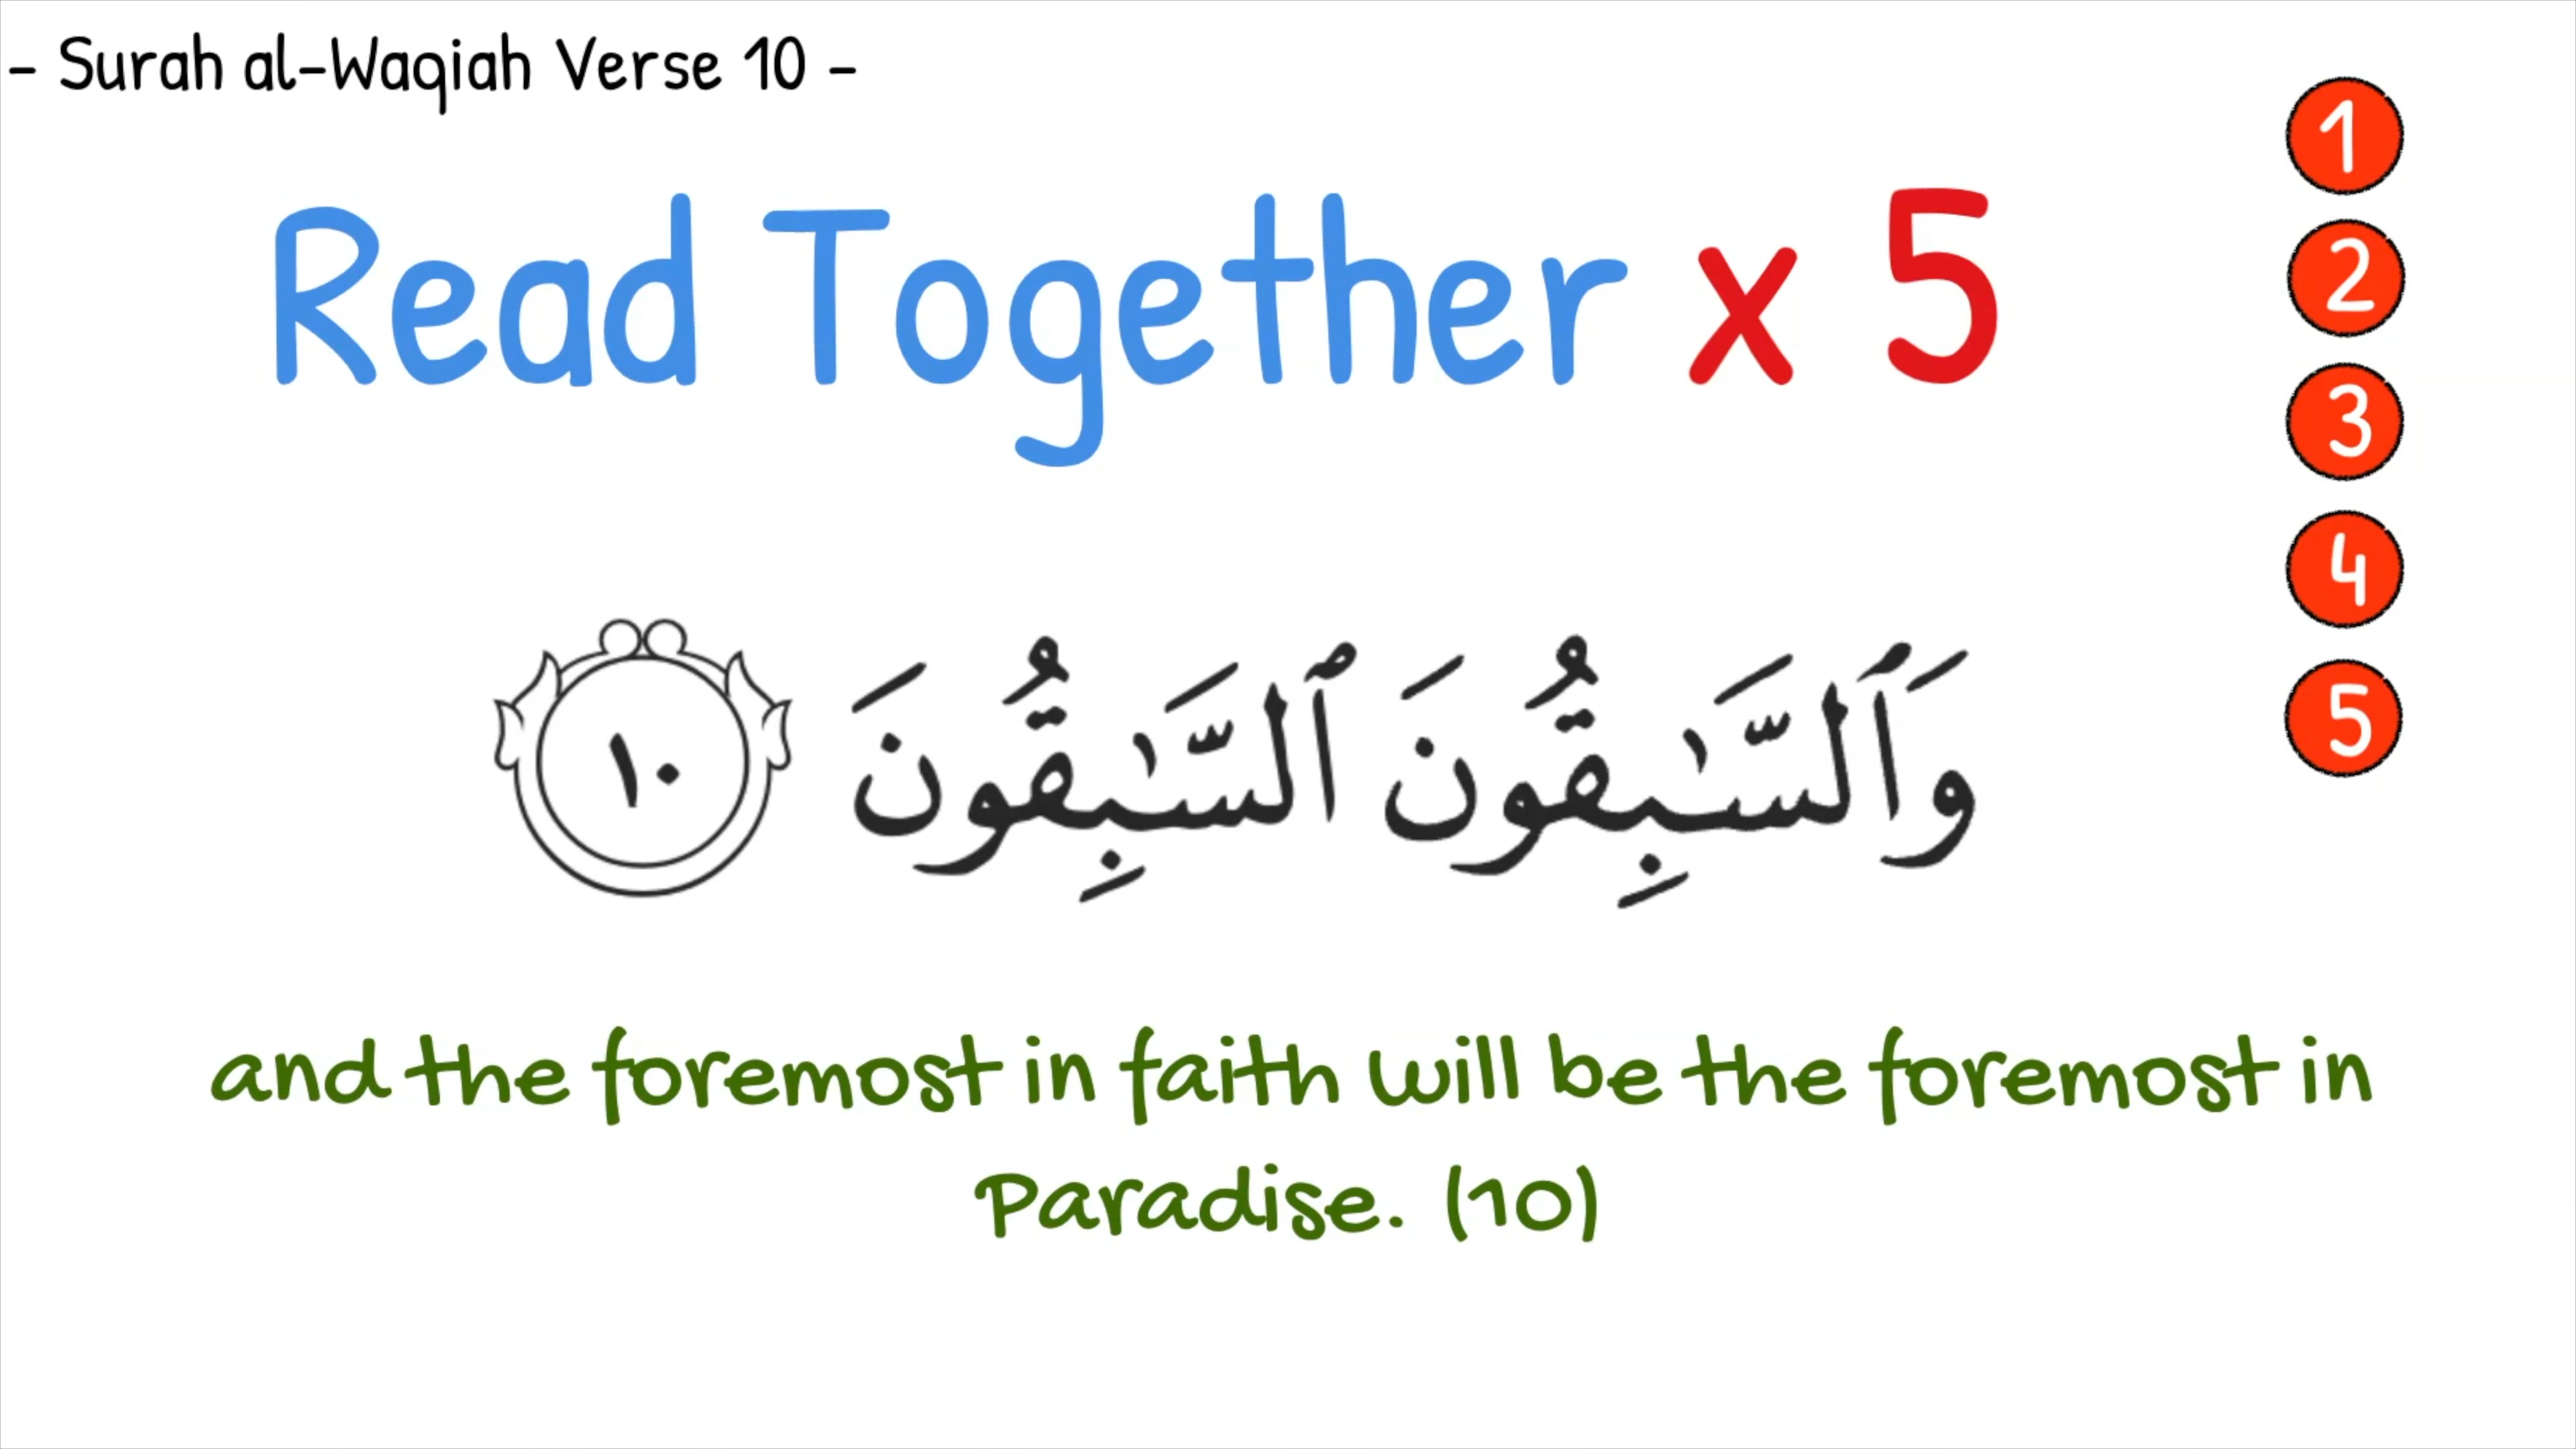 - Surah al-Waqiah Verse 10 -
Read Together x 5
1
2
3
4
5
وَٱلسَّـٰبِقُونَ ٱلسَّـٰبِقُونَ ١٠
and the foremost in faith will be the foremost in
Paradise. (10)